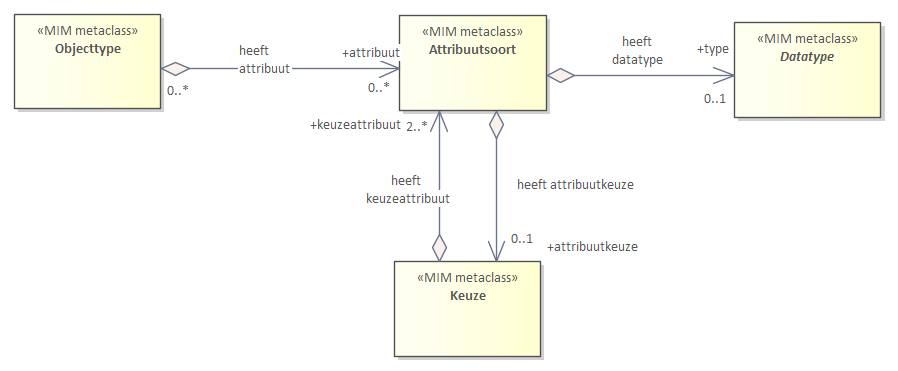 «MIM metaclass»
Objecttype
heeft
attribuut
0..*
+attribuut
0..*
«MIM metaclass»
Attribuutsoort
heeft
datatype
+type
0..1
«MIM metaclass»
Datatype
+keuzeattribuut
2..*
heeft
keuzeattribuut
heeft attribuutkeuze
0..1
+attribuutkeuze
«MIM metaclass»
Keuze